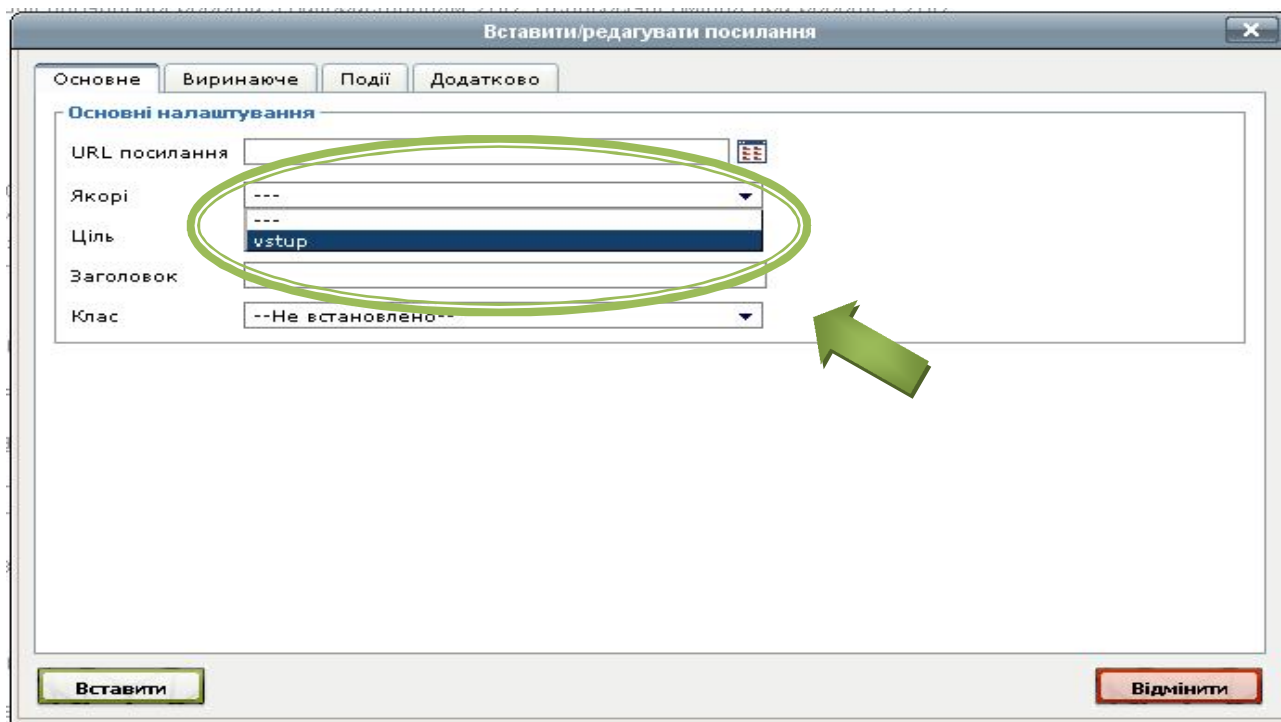 Вставити/редагувати посилання
Основне Виринаюче Події Додатково
Основні налаштування
URL посилання
Якорі ---
---
Ціль vstup
Заголовок
Клас --Не встановлено--
Вставити Відмінити